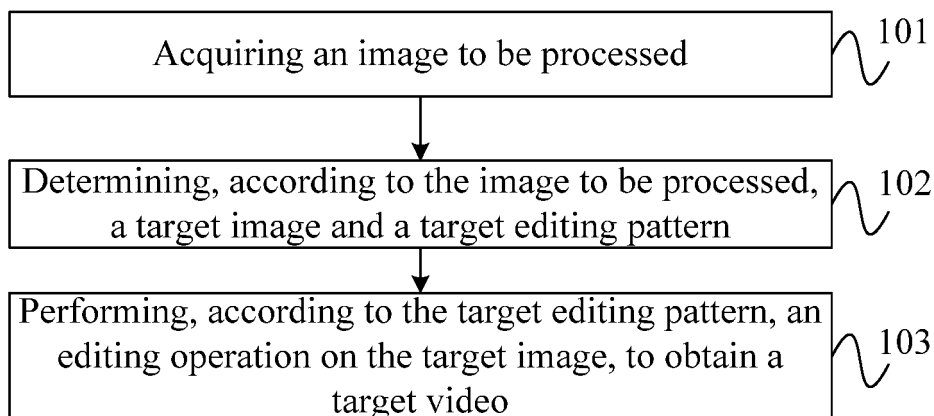 Acquiring an image to be processed
101
Determining, according to the image to be processed,
a target image and a target editing pattern
102
Performing, according to the target editing pattern, an
editing operation on the target image, to obtain a
target video
103